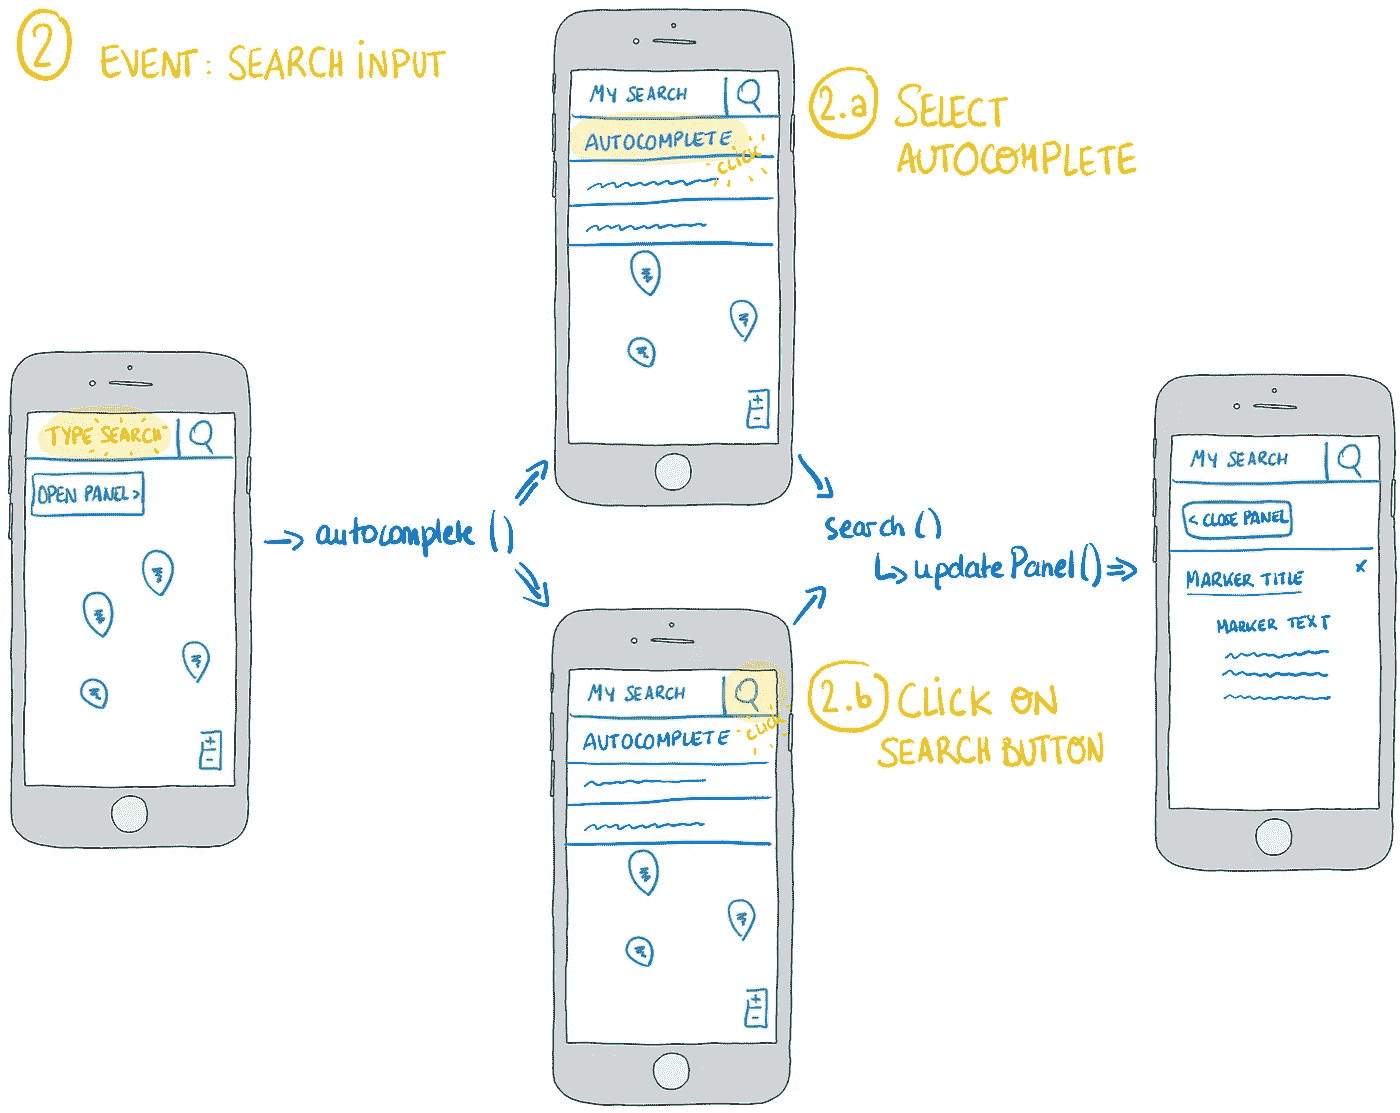 2 EVENT: SEARCH INPUT
MY SEARCH
AUTOCOMPLETE
CLICK
+
-
2.a SELECT
AUTOCOMPLETE
TYPE SEARCH
OPEN PANEL >
+
-
→ autocomplete ()
search ()
↳ updatePanel() ⇒
MY SEARCH
AUTOCOMPLETE
CLICK
+
-
2.b CLICK ON
SEARCH BUTTON
MY SEARCH
< CLOSE PANEL
MARKER TITLE x
MARKER TEXT